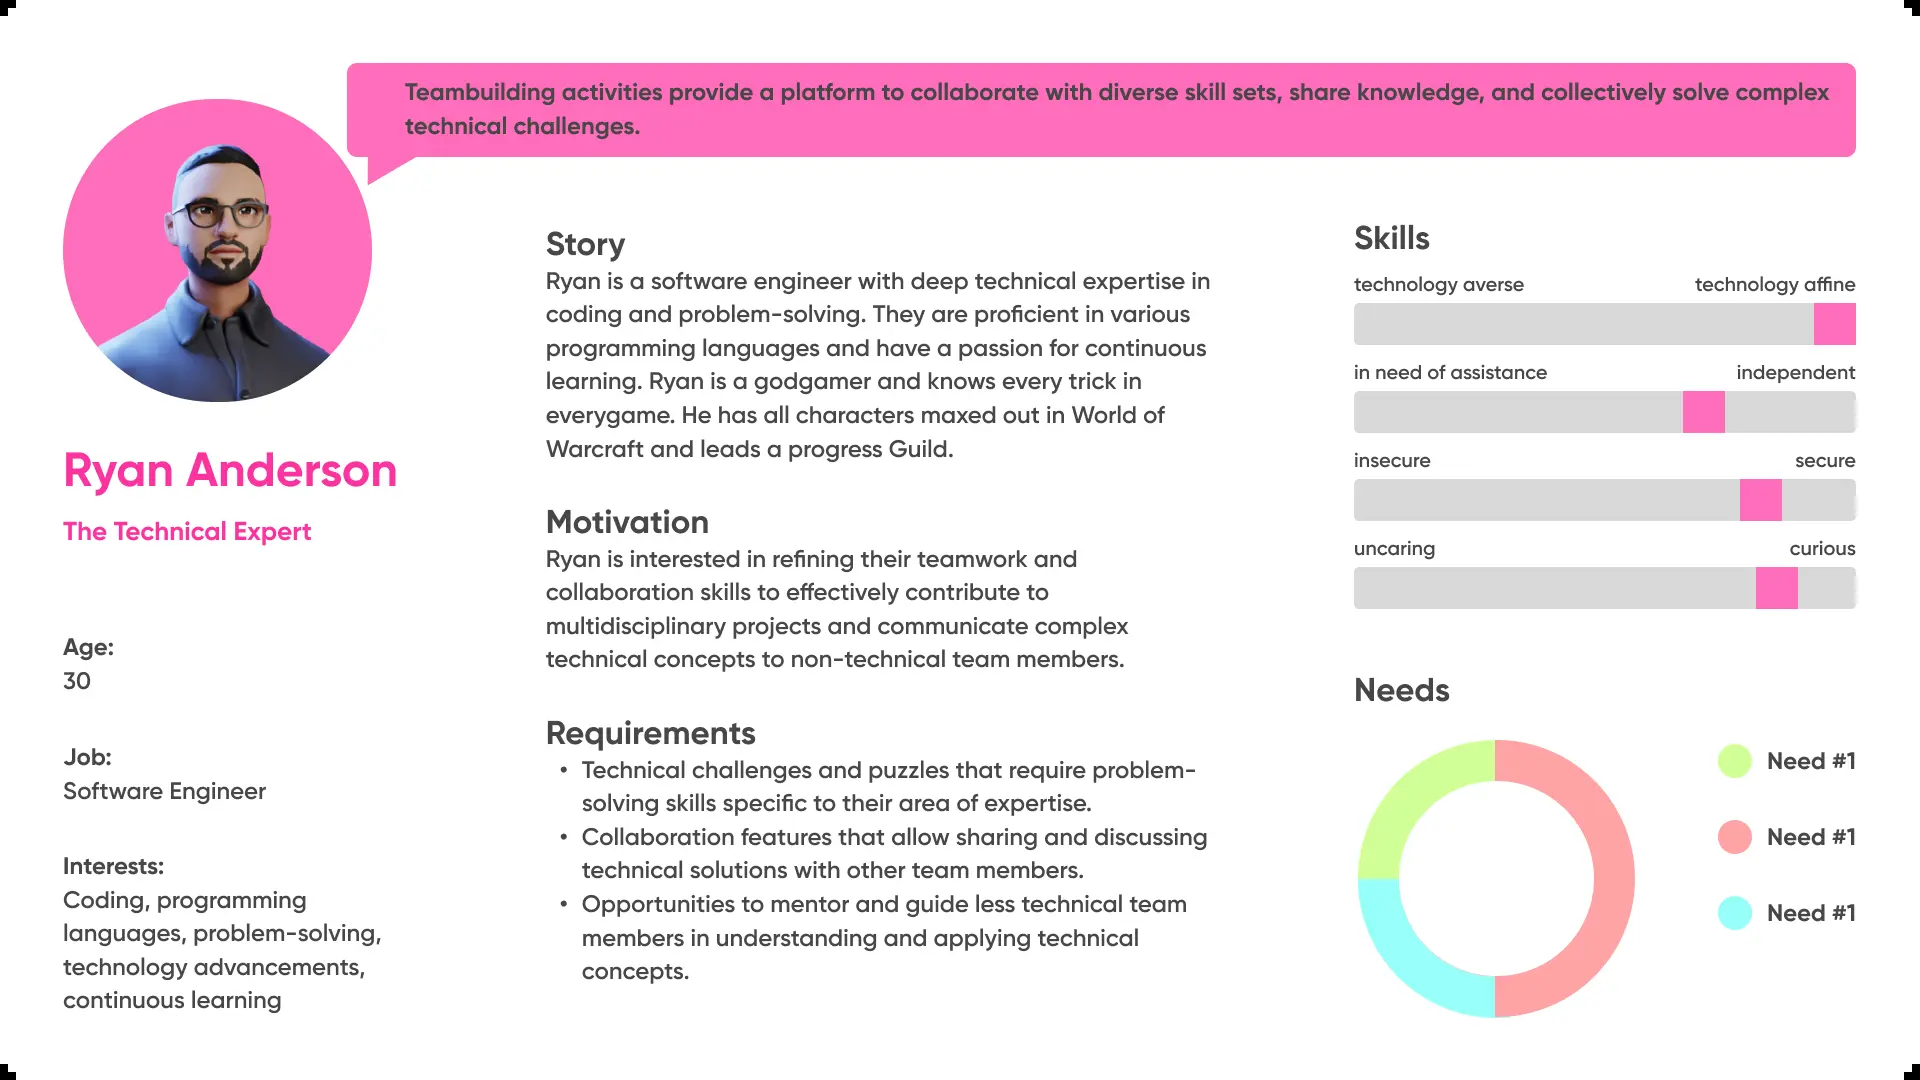 Teambuilding activities provide a platform to collaborate with diverse skill sets, share knowledge, and collectively solve complex
technical challenges.
Ryan Anderson
The Technical Expert
Age:
30
Job:
Software Engineer
Interests:
Coding, programming
languages, problem-solving,
technology advancements,
continuous learning
Story
Ryan is a software engineer with deep technical expertise in
coding and problem-solving. They are proficient in various
programming languages and have a passion for continuous
learning. Ryan is a godgamer and knows every trick in
everygame. He has all characters maxed out in World of
Warcraft and leads a progress Guild.
Motivation
Ryan is interested in refining their teamwork and
collaboration skills to effectively contribute to
multidisciplinary projects and communicate complex
technical concepts to non-technical team members.
Requirements
• Technical challenges and puzzles that require problem-
solving skills specific to their area of expertise.
• Collaboration features that allow sharing and discussing
technical solutions with other team members.
• Opportunities to mentor and guide less technical team
members in understanding and applying technical
concepts.
Skills
technology averse technology affine
in need of assistance independent
insecure secure
uncaring curious
Needs
Need #1
Need #1
Need #1